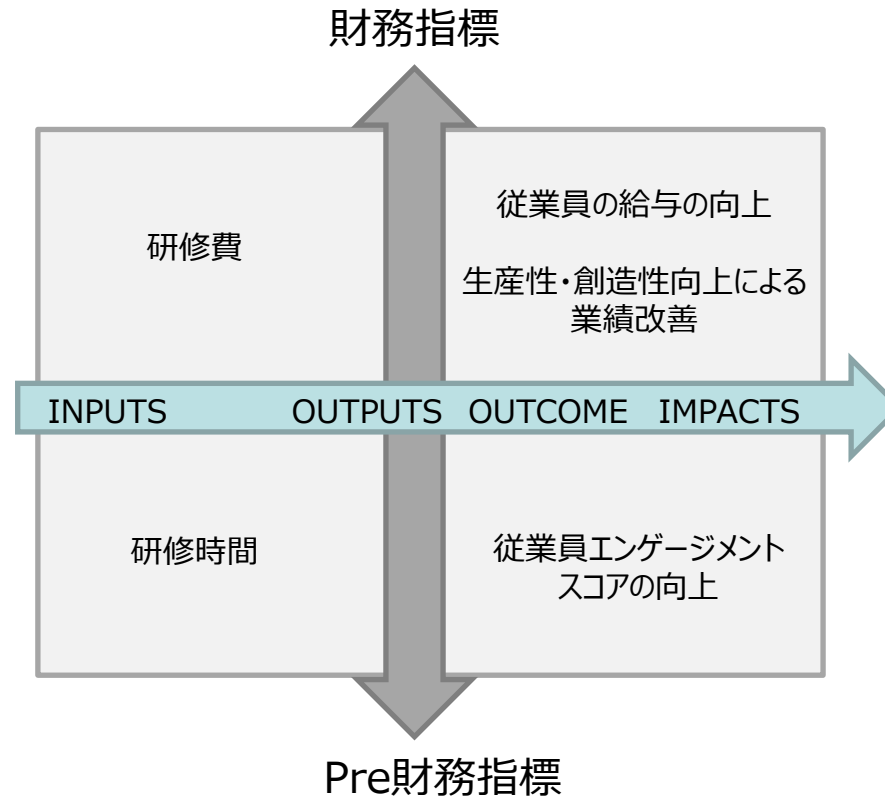 財務指標
研修費
従業員の給与の向上
生産性・創造性向上による
業績改善
INPUTS OUTPUTS OUTCOME IMPACTS
研修時間
従業員エンゲージメント
スコアの向上
Pre財務指標